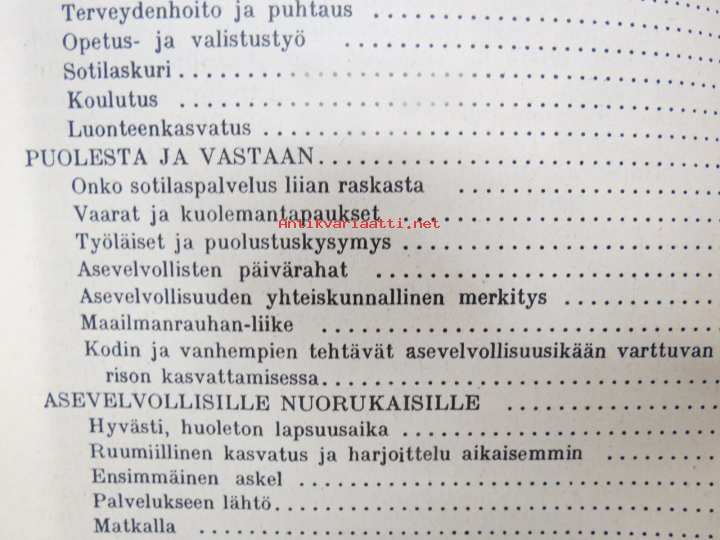 Terveydenhoito ja puhtaus
Opetus- ja valistustyö
Sotilaskuri
Koulutus
Luonteenkasvatus
PUOLESTA JA VASTAAN
Onko sotilaspalvelus liian raskasta
Vaarat ja kuolemantapaukset
Antikvariaatti.net
Työläiset ja puolustuskysymys
Asevelvollisten päivärahat
Asevelvollisuuden yhteiskunnallinen merkitys
Maailmanrauhan-liike
Kodin ja vanhempien tehtävät asevelvollisuusikään varttuvan
rison kasvattamisessa
ASEVELVOLLISILLE NUORUKAISILLE
Hyvästi, huoleton lapsuusaika
Ruumiillinen kasvatus ja harjoittelu aikaisemmin
Ensimmäinen askel
Palvelukseen lähtö
Matkalla